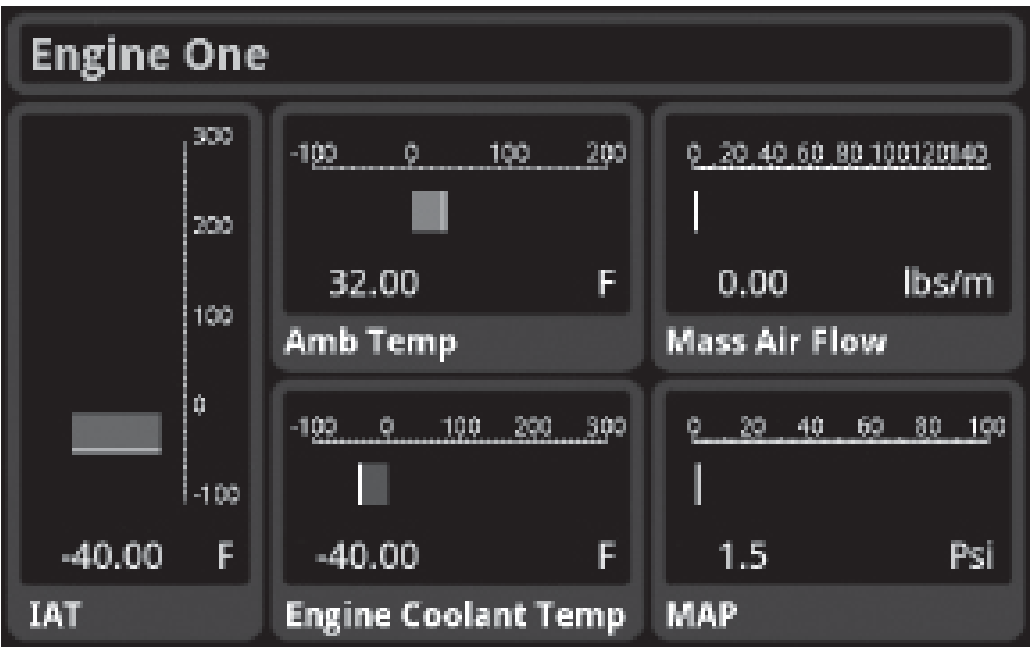 Engine One
300
200
100
0
-100
-40.00 F
IAT
-100 0 100 200
32.00 F
Amb Temp
0 20 40 60 80 100 120 140
0.00 lbs/m
Mass Air Flow
-100 0 100 200 300
-40.00 F
Engine Coolant Temp
0 20 40 60 80 100
1.5 Psi
MAP